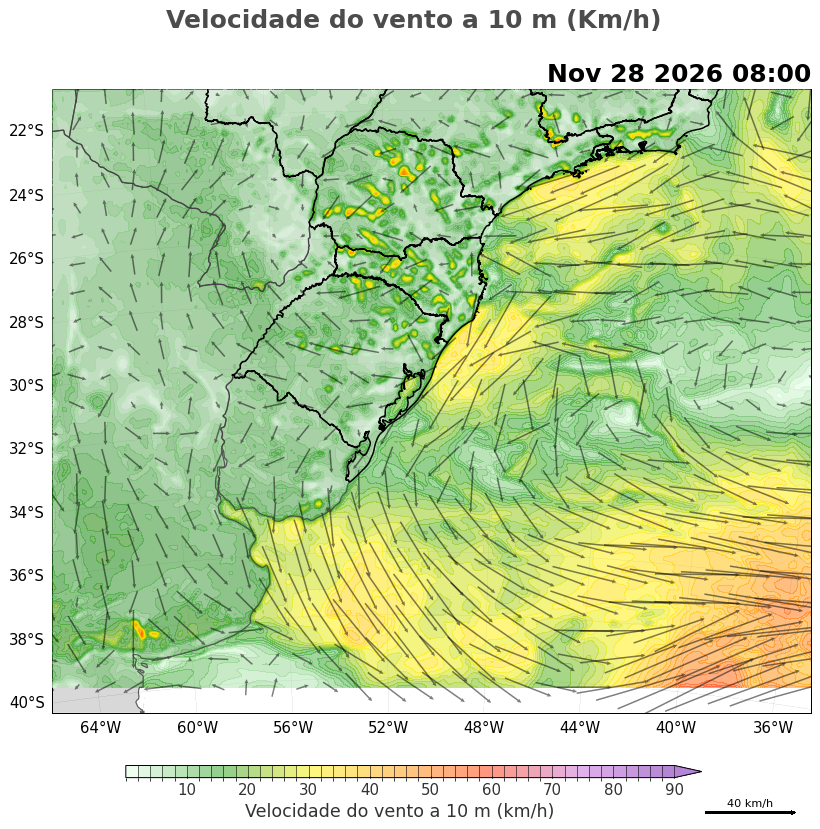 Velocidade do vento a 10 m (Km/h)
Nov 28 2026 08:00
22°S
24°S
26°S
28°S
30°S
32°S
34°S
36°S
38°S
40°S
64°W 60°W 56°W 52°W 48°W 44°W 40°W 36°W
10 20 30 40 50 60 70 80 90
Velocidade do vento a 10 m (km/h)
40 km/h